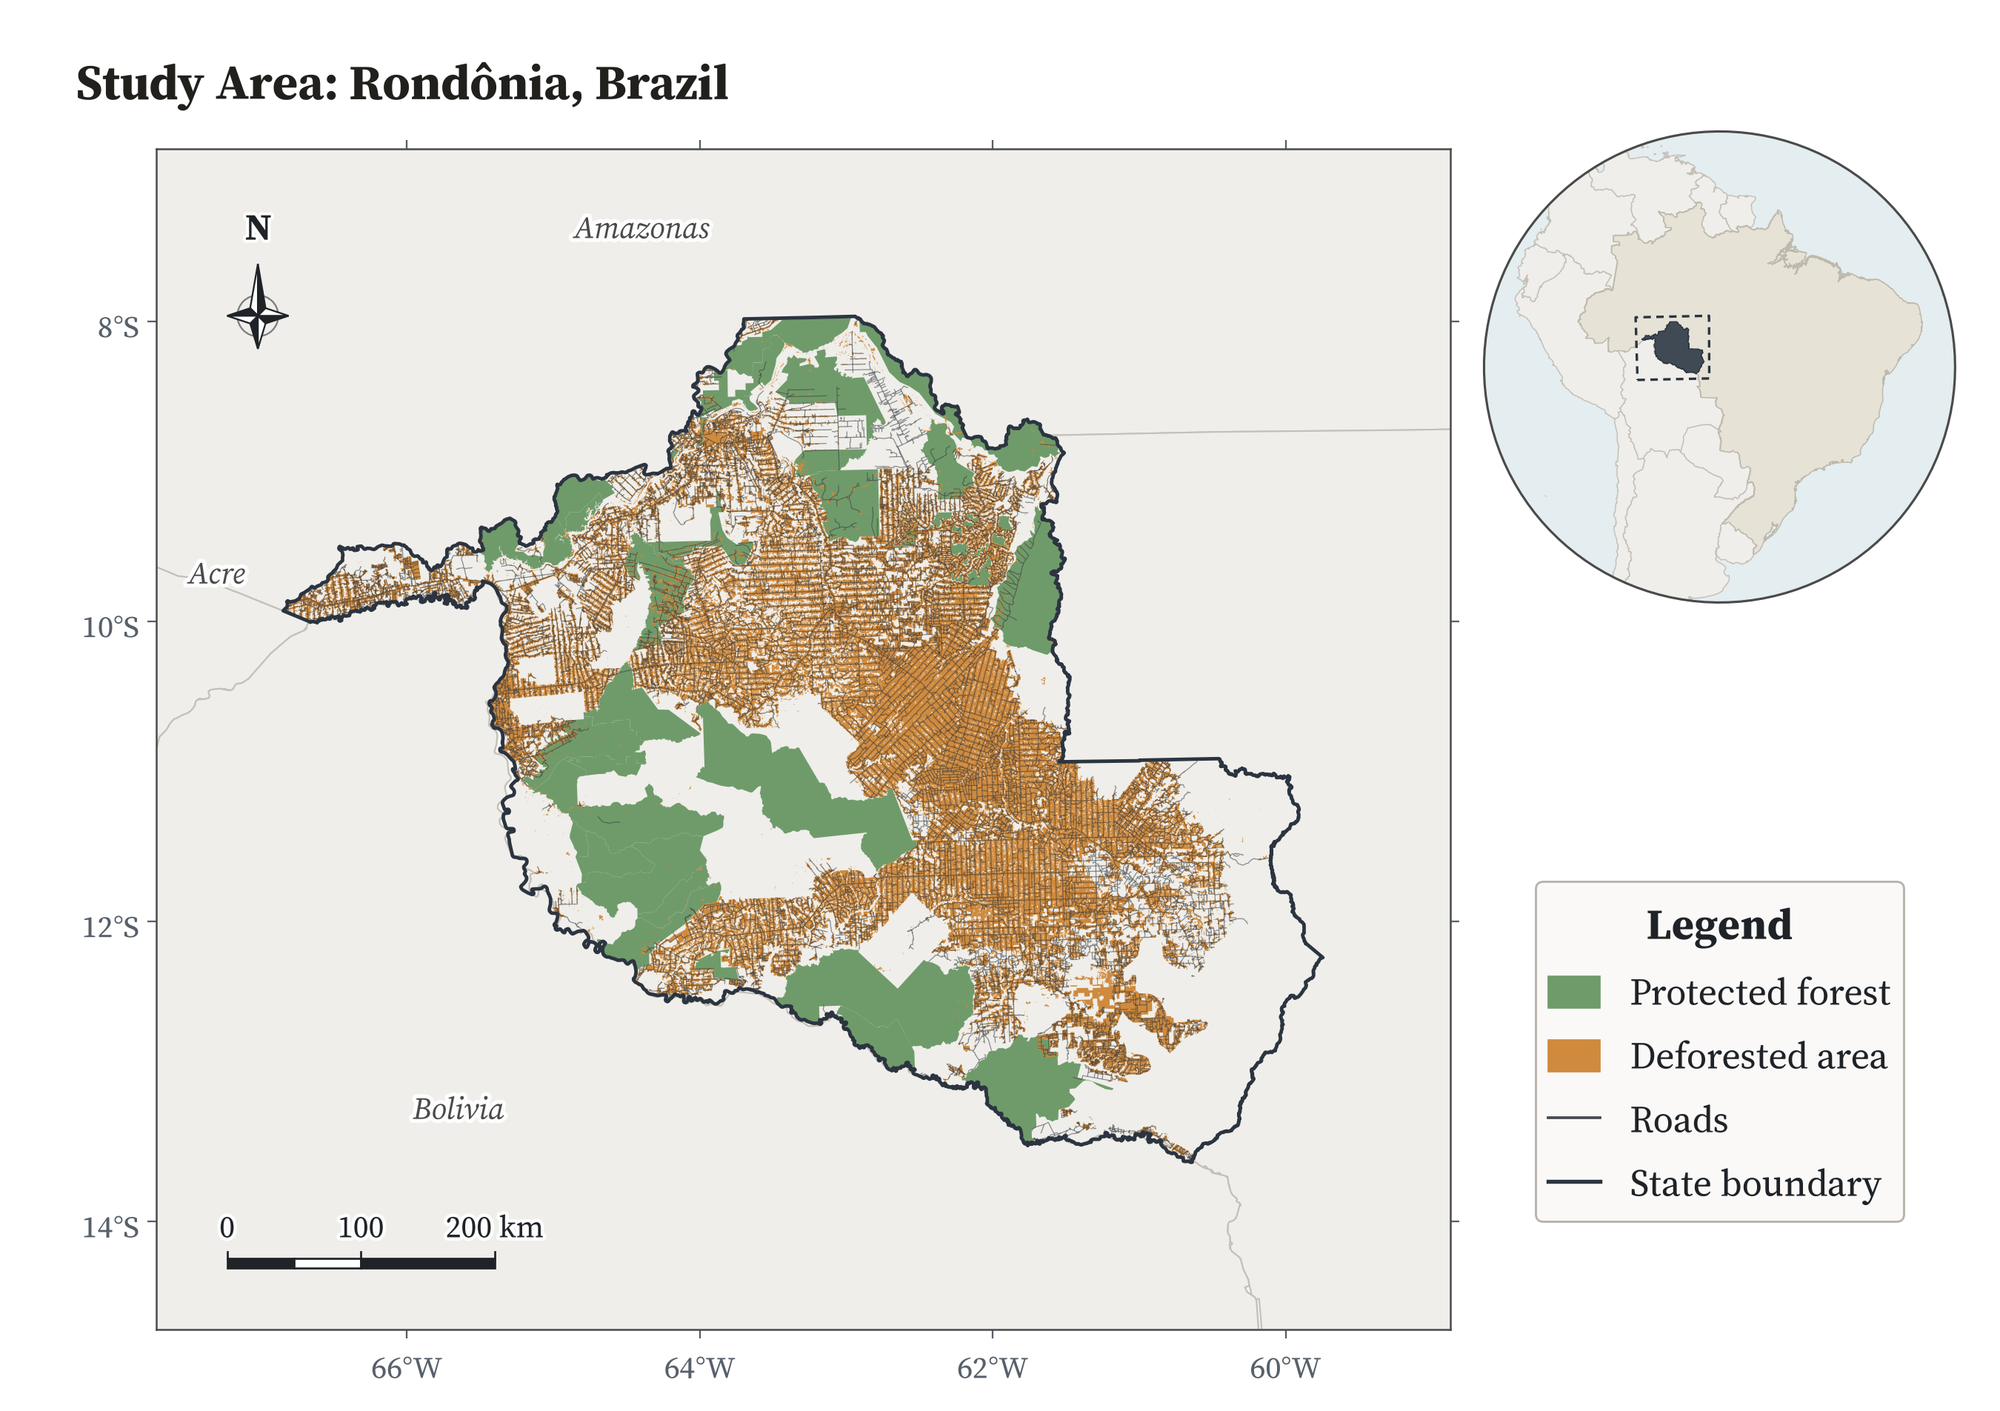 Study Area: Rondônia, Brazil
N
Amazonas
8°S
Acre
10°S
12°S
Bolivia
14°S
0 100 200 km
66°W 64°W 62°W 60°W
Legend
Protected forest
Deforested area
Roads
State boundary